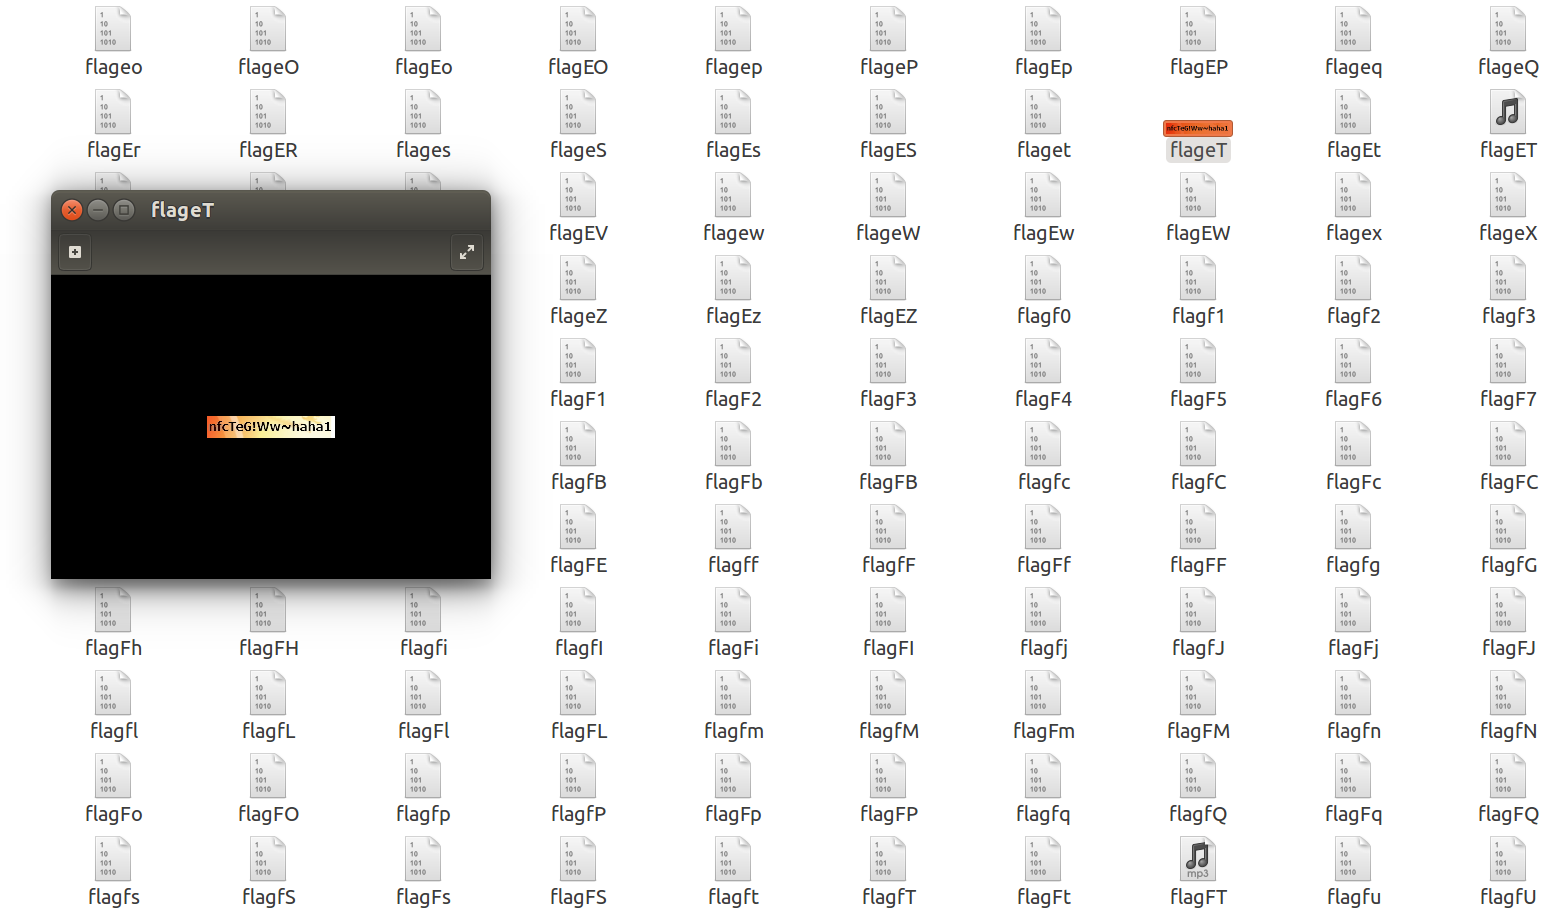 flageo flageO flagEo flagEO flagep flageP flagEp flagEP flageq flageQ
nfcTeG!Ww~haha1
flagEr flagER flages flageS flagEs flagES flaget flageT flagEt flagET
flageT
flagEV flagew flageW flagEw flagEW flagex flageX
flageZ flagEz flagEZ flagf0 flagf1 flagf2 flagf3
flagF1 flagF2 flagF3 flagF4 flagF5 flagF6 flagF7
nfcTeG!Ww~haha1
flagfB flagFb flagFB flagfc flagfC flagFc flagFC
flagFE flagff flagfF flagFf flagFF flagfg flagfG
flagFh flagFH flagfi flagfI flagFi flagFI flagfj flagfJ flagFj flagFJ
flagfl flagfL flagFl flagFL flagfm flagfM flagFm flagFM flagfn flagfN
flagFo flagFO flagfp flagfP flagFp flagFP flagfq flagfQ flagFq flagFQ
mp3
flagfs flagfS flagFs flagFS flagft flagfT flagFt flagFT flagfu flagfU